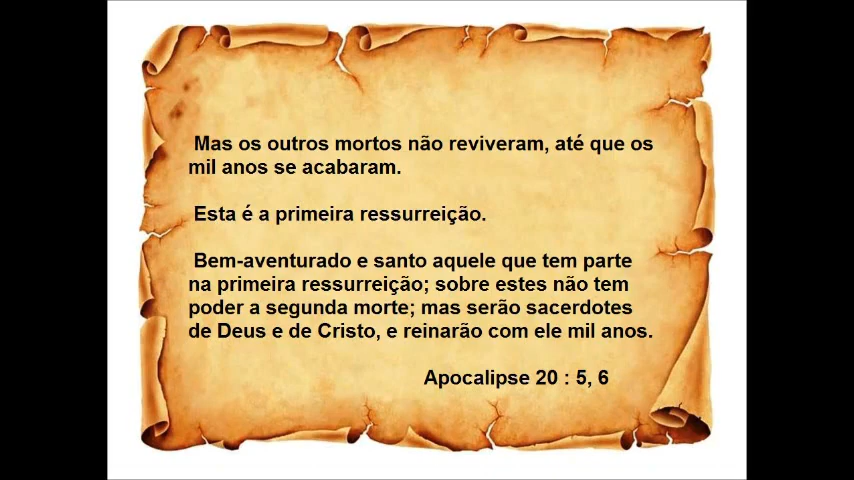 Mas os outros mortos não reviveram, até que os
mil anos se acabaram.
Esta é a primeira ressurreição.
Bem-aventurado e santo aquele que tem parte
na primeira ressurreição; sobre estes não tem
poder a segunda morte; mas serão sacerdotes
de Deus e de Cristo, e reinarão com ele mil anos.
Apocalipse 20 : 5, 6